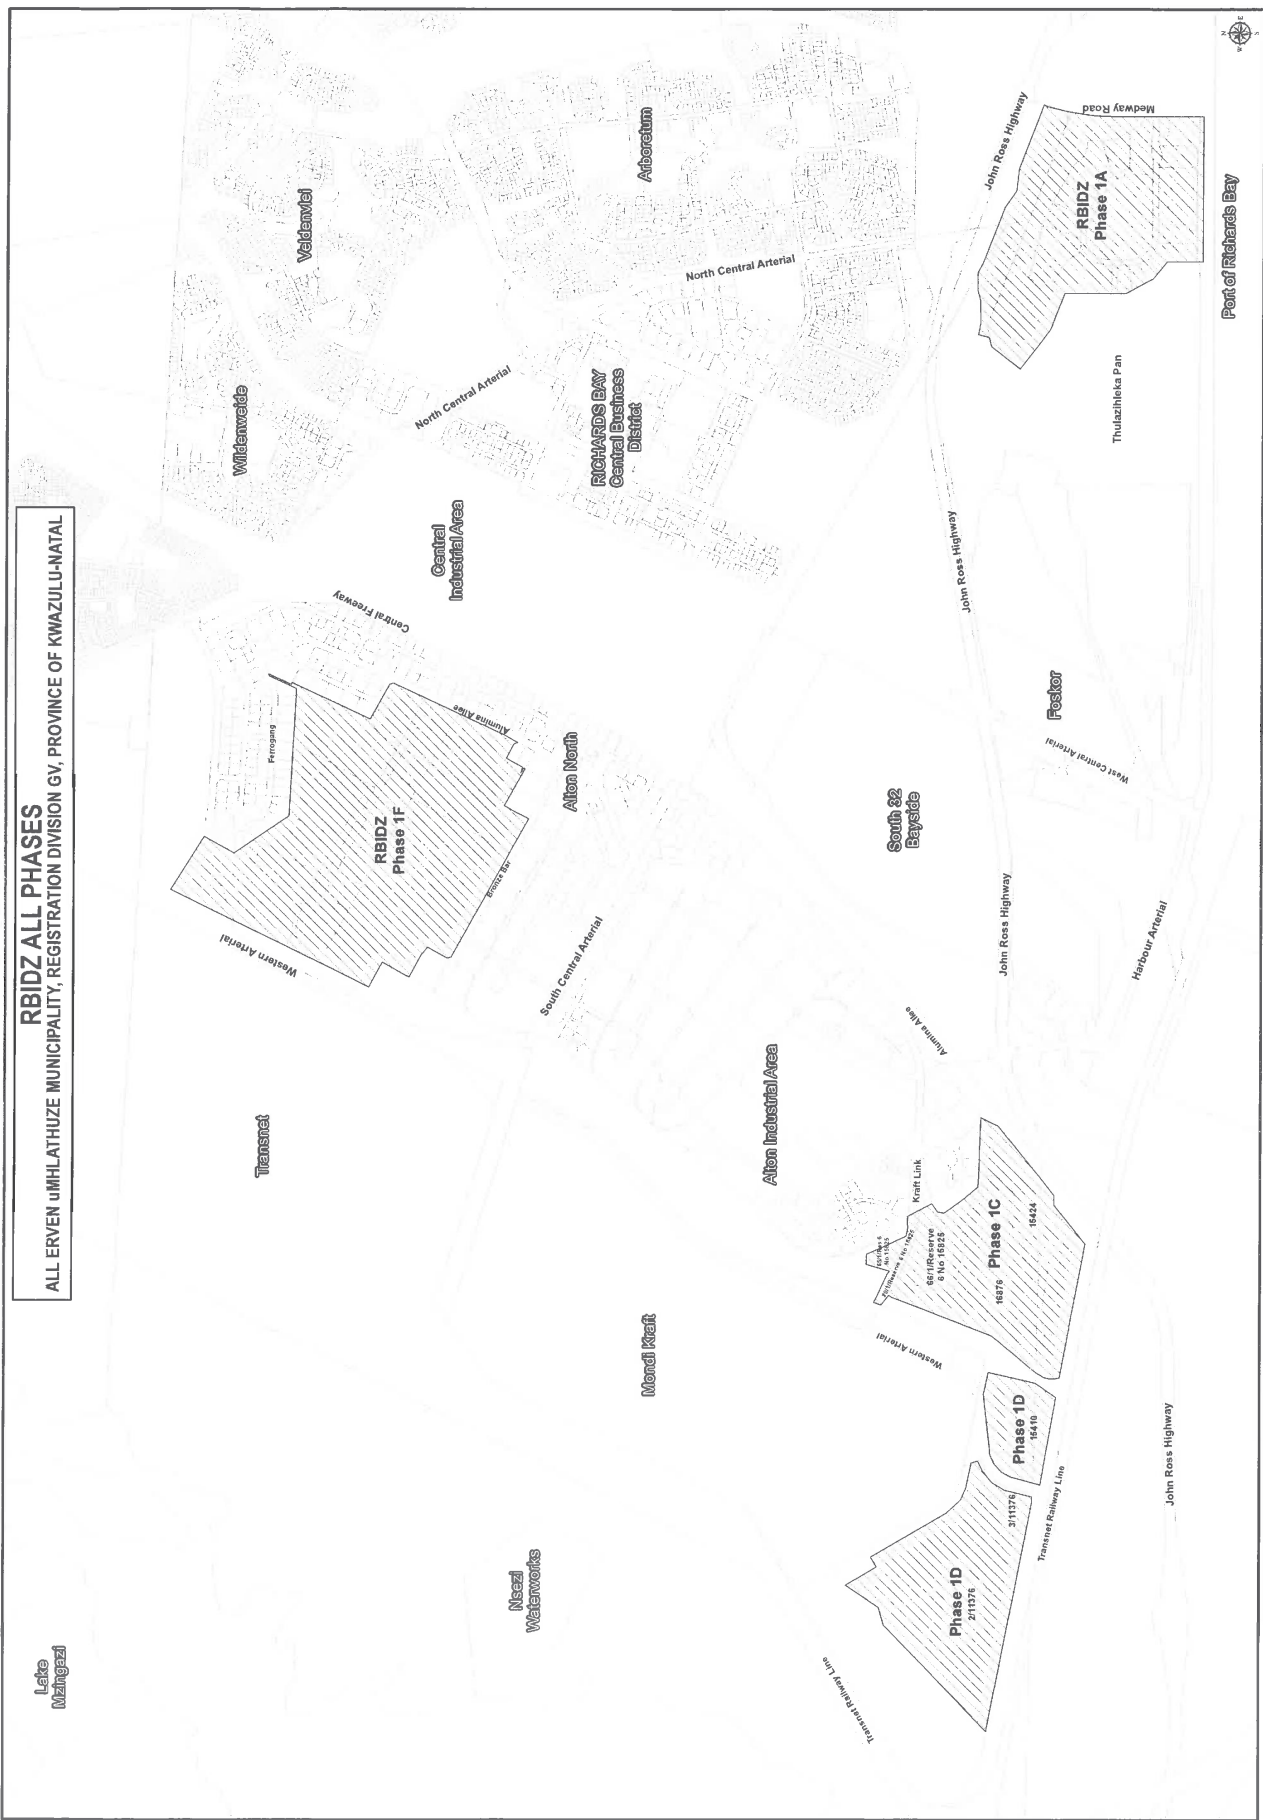 RBIDZ ALL PHASES
ALL ERVEN uMHLATHUZE MUNICIPALITY, REGISTRATION DIVISION GV, PROVINCE OF KWAZULU-NATAL
Lake
Mzingazi
Nsezi
Waterworks
Transnet
Mondi Kraft
Western Arterial
RBIDZ
Phase 1F
Ferrogang
Central Freeway
Alumina Allee
Bronze Bar
Alton North
South Central Arterial
Central
Industrial Area
Wildenweide
Veldenvlei
North Central Arterial
RICHARDS BAY
Central Business
District
Arboretum
North Central Arterial
Alton Industrial Area
Alumina Allee
South 32
Bayside
John Ross Highway
John Ross Highway
John Ross Highway
Foskor
West Central Arterial
Harbour Arterial
Thulazihleka Pan
RBIDZ
Phase 1A
Medway Road
Port of Richards Bay
Kraft Link
66/1/Reserve
6 No 15825
Phase 1C
16876
15424
Western Arterial
Phase 1D
15410
Phase 1D
2/11376
3/11376
Transnet Railway Line
Transnet Railway Line
John Ross Highway
N
E
S
W